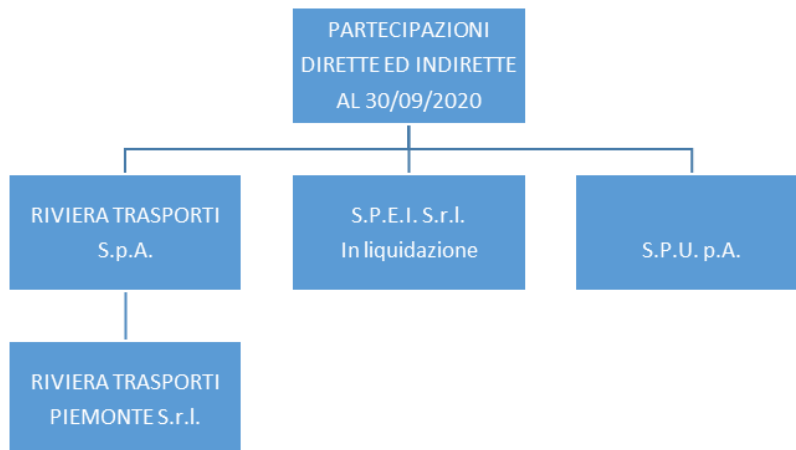 PARTECIPAZIONI
DIRETTE ED INDIRETTE
AL 30/09/2020
RIVIERA TRASPORTI
S.p.A.
S.P.E.I. S.r.l.
In liquidazione
S.P.U. p.A.
RIVIERA TRASPORTI
PIEMONTE S.r.l.